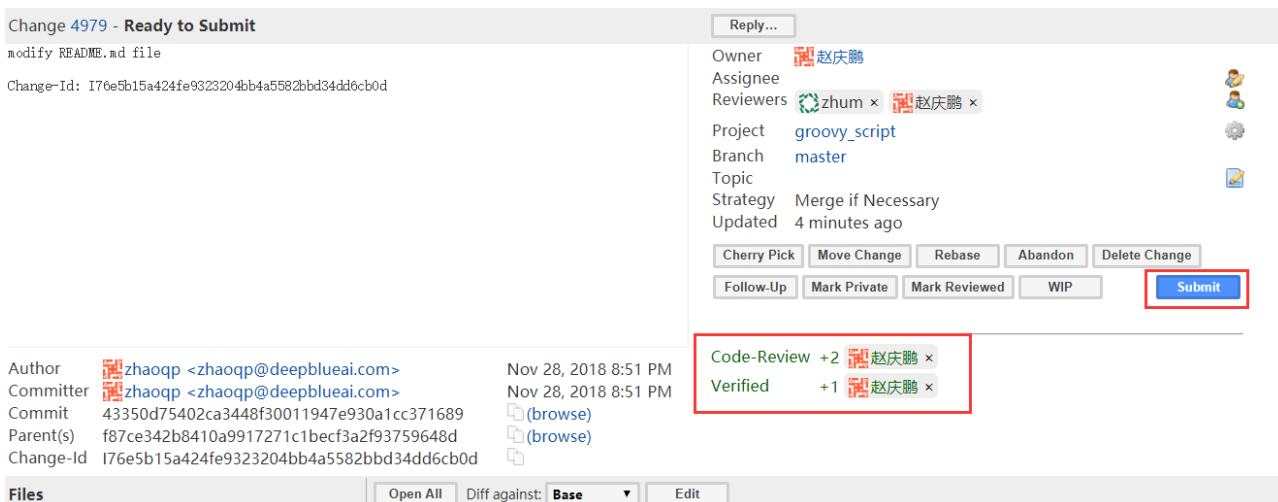 Change 4979 - Ready to Submit
Reply...
modify README.md file
Change-Id: I76e5b15a424fe9323204bb4a5582bbd34dd6cb0d
Owner 赵庆鹏
Assignee
Reviewers zhum × 赵庆鹏 ×
Project groovy_script
Branch master
Topic
Strategy Merge if Necessary
Updated 4 minutes ago
Cherry Pick Move Change Rebase Abandon Delete Change
Follow-Up Mark Private Mark Reviewed WIP Submit
Code-Review +2 赵庆鹏 ×
Verified +1 赵庆鹏 ×
Author zhaoqp <zhaoqp@deepblueai.com> Nov 28, 2018 8:51 PM
Committer zhaoqp <zhaoqp@deepblueai.com> Nov 28, 2018 8:51 PM
Commit 43350d75402ca3448f30011947e930a1cc371689 (browse)
Parent(s) f87ce342b8410a9917271c1becf3a2f93759648d (browse)
Change-Id I76e5b15a424fe9323204bb4a5582bbd34dd6cb0d
Files Open All Diff against: Base Edit